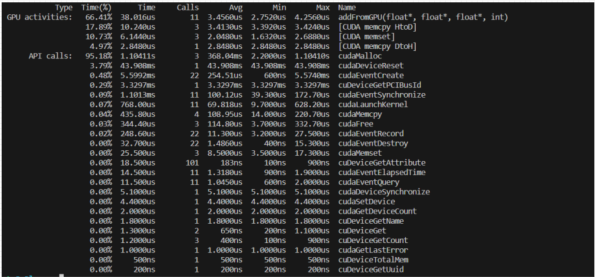 Type  Time(%)      Time     Calls       Avg       Min       Max  Name
GPU activities:   66.41%  38.016us        11  3.4560us  2.7520us  4.2560us  addFromGPU(float*, float*, float*, int)
17.89%  10.240us         3  3.4130us  3.3920us  3.4240us  [CUDA memcpy HtoD]
10.73%  6.1440us         3  2.0480us  1.6320us  2.6880us  [CUDA memset]
4.97%  2.8480us         1  2.8480us  2.8480us  2.8480us  [CUDA memcpy DtoH]
API calls:   95.18%  1.10411s         3  368.04ms  2.2000us  1.10410s  cudaMalloc
3.79%  43.908ms         1  43.908ms  43.908ms  43.908ms  cudaDeviceReset
0.48%  5.5992ms        22  254.51us     600ns  5.5740ms  cudaEventCreate
0.29%  3.3297ms         1  3.3297ms  3.3297ms  3.3297ms  cuDeviceGetPCIBusId
0.09%  1.1013ms        11  100.12us  39.300us  172.70us  cudaEventSynchronize
0.07%  768.00us        11  69.818us  9.7000us  628.20us  cudaLaunchKernel
0.04%  435.80us         4  108.95us  14.000us  220.70us  cudaMemcpy
0.03%  344.40us         3  114.80us  3.7000us  332.70us  cudaFree
0.02%  248.60us        22  11.300us  3.2000us  27.500us  cudaEventRecord
0.00%  32.700us        22  1.4860us     400ns  15.300us  cudaEventDestroy
0.00%  25.500us         3  8.5000us  3.5000us  17.300us  cudaMemset
0.00%  18.500us       101     183ns     100ns     900ns  cuDeviceGetAttribute
0.00%  14.500us        11  1.3180us     900ns  1.9000us  cudaEventElapsedTime
0.00%  11.500us        11  1.0450us     600ns  2.0000us  cudaEventQuery
0.00%  5.1000us         1  5.1000us  5.1000us  5.1000us  cudaDeviceSynchronize
0.00%  4.4000us         1  4.4000us  4.4000us  4.4000us  cudaSetDevice
0.00%  2.0000us         1  2.0000us  2.0000us  2.0000us  cudaGetDeviceCount
0.00%  1.8000us         1  1.8000us  1.8000us  1.8000us  cuDeviceGetName
0.00%  1.3000us         2     650ns     200ns  1.1000us  cuDeviceGet
0.00%  1.2000us         3     400ns     100ns     900ns  cuDeviceGetCount
0.00%  1.0000us         1  1.0000us  1.0000us  1.0000us  cudaGetLastError
0.00%     500ns         1     500ns     500ns     500ns  cuDeviceTotalMem
0.00%     200ns         1     200ns     200ns     200ns  cuDeviceGetUuid